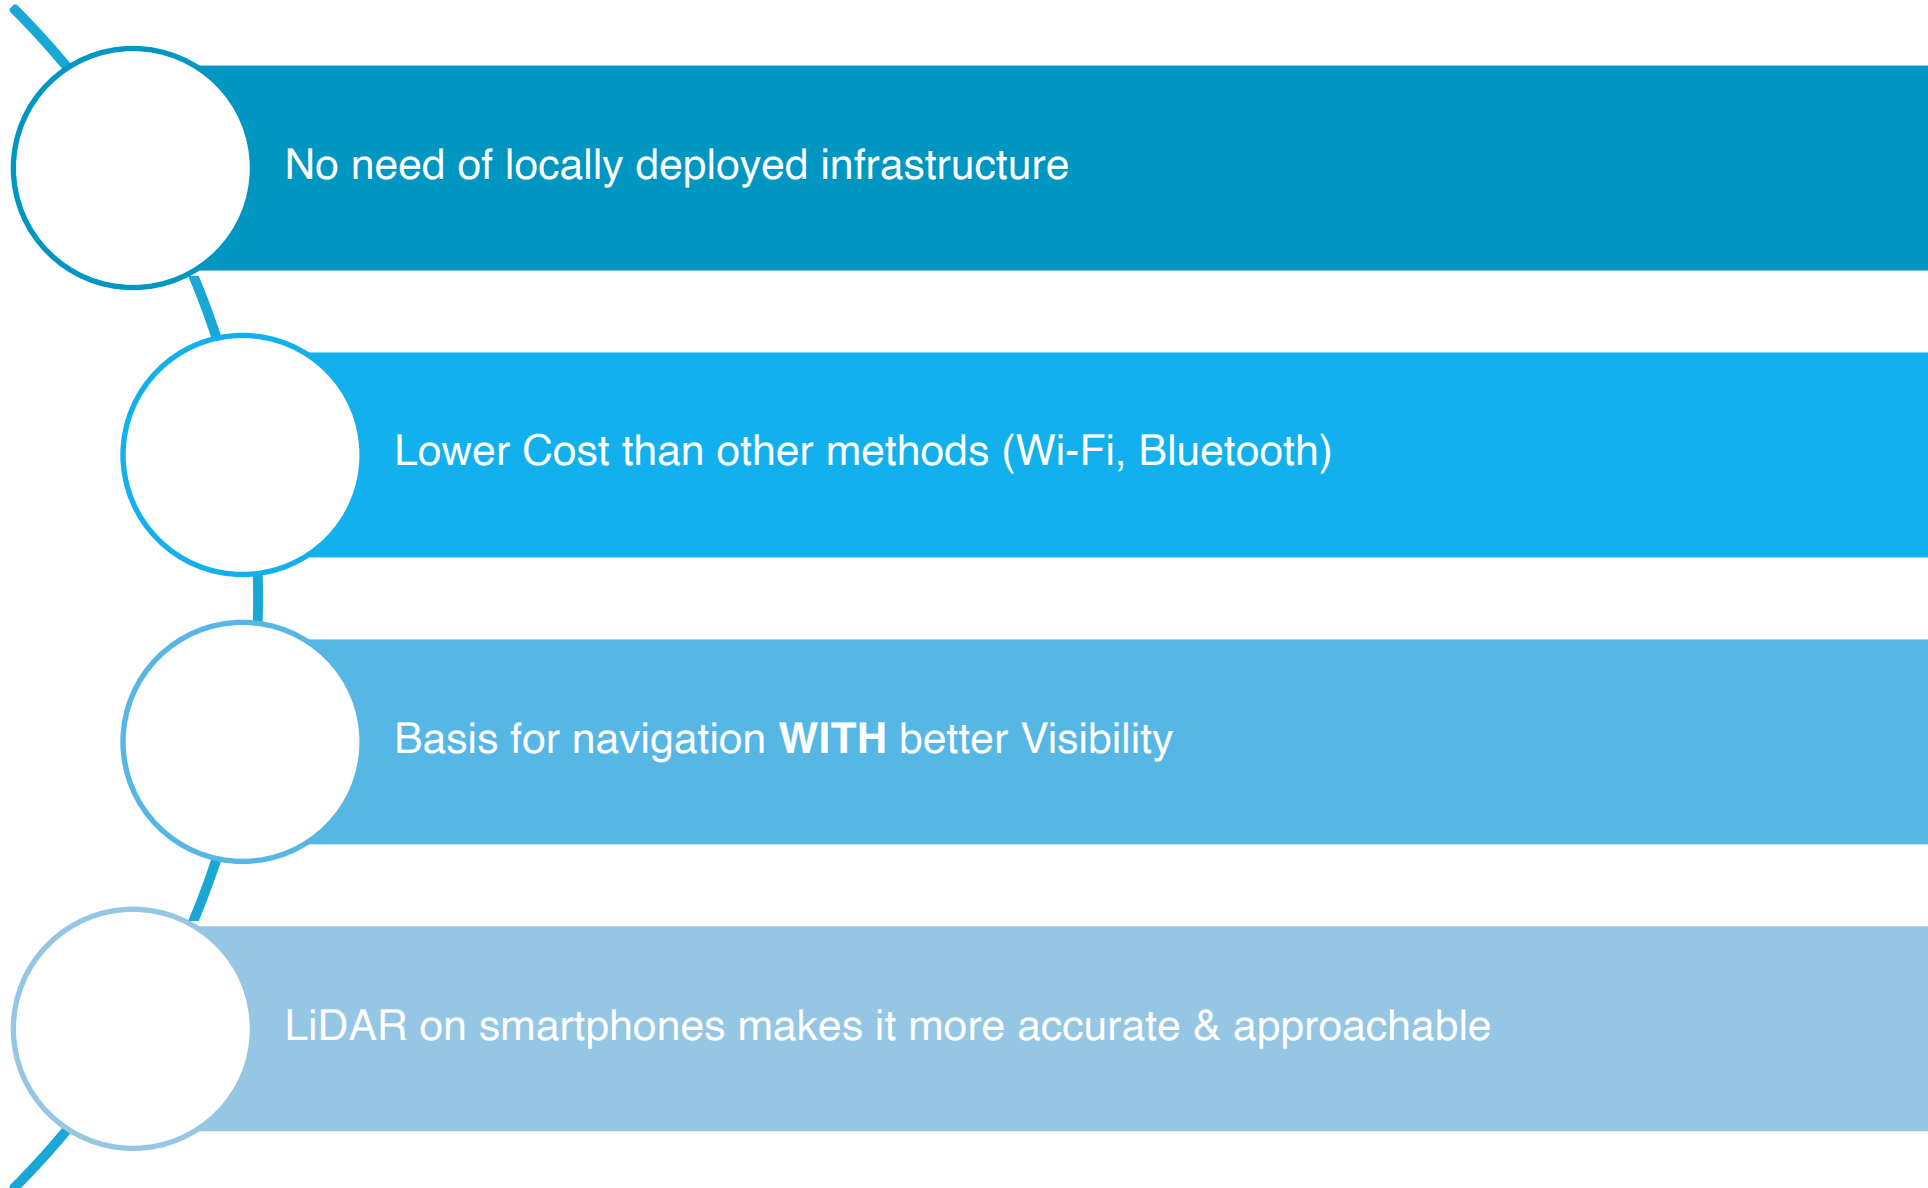 No need of locally deployed infrastructure
Lower Cost than other methods (Wi-Fi, Bluetooth)
Basis for navigation WITH better Visibility
LiDAR on smartphones makes it more accurate & approachable